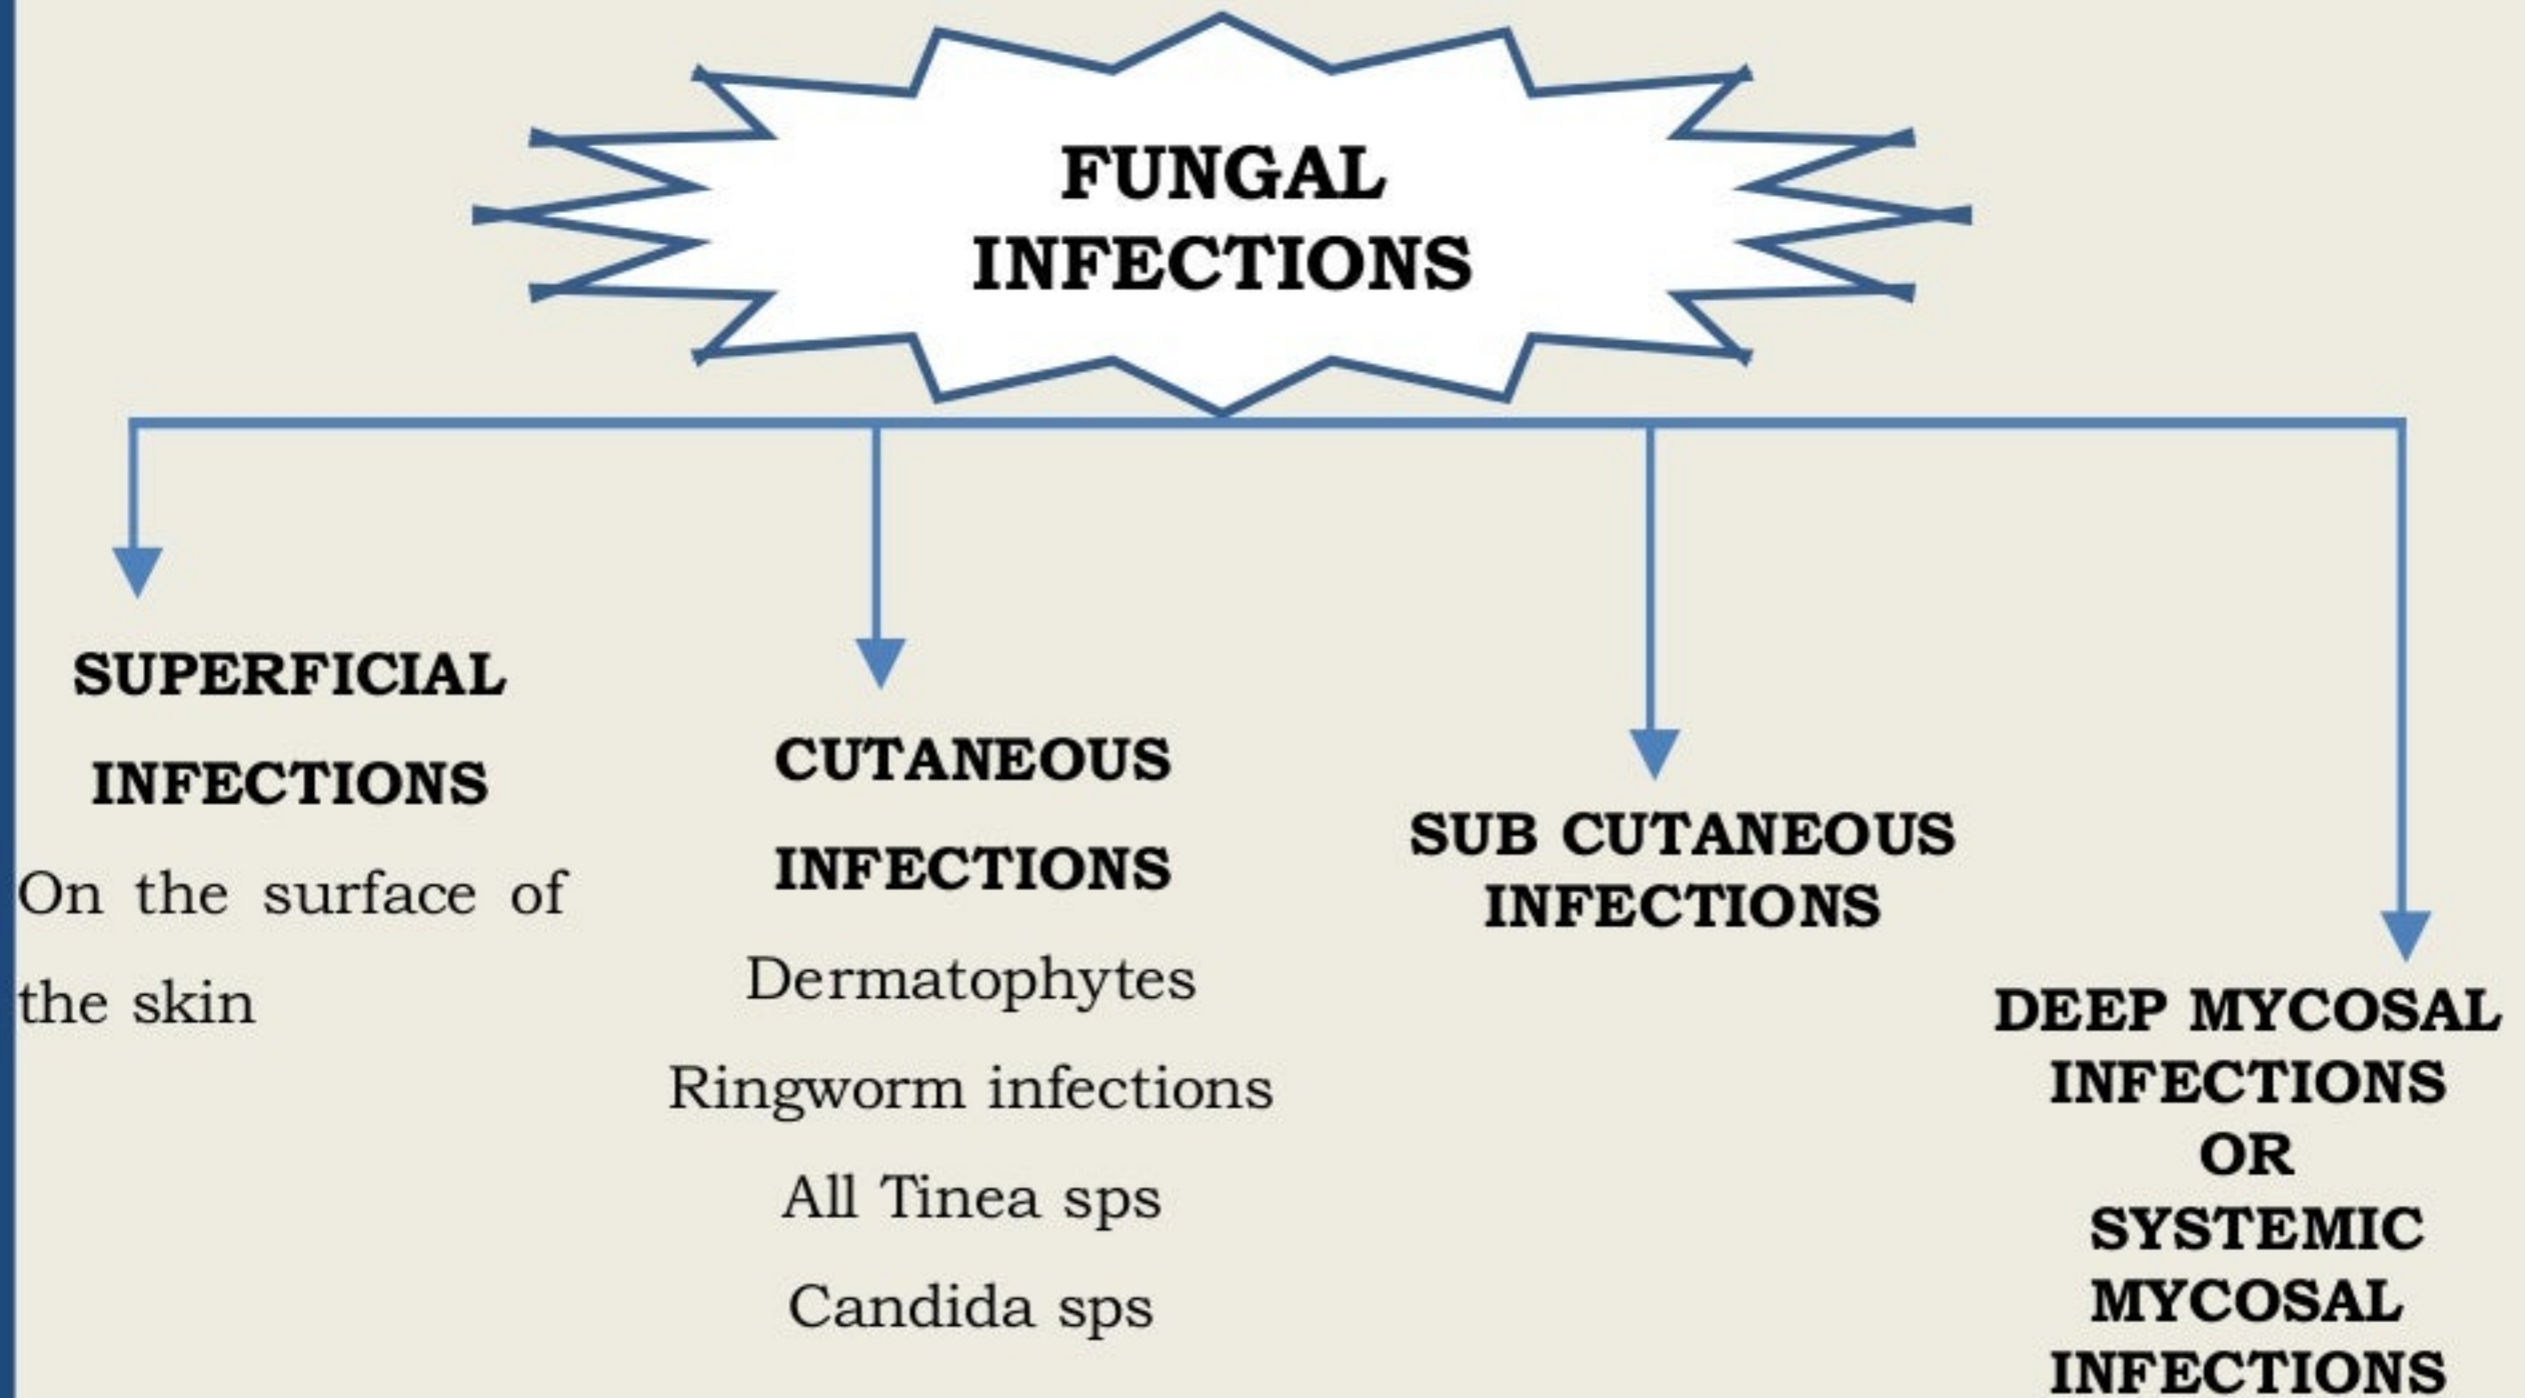 FUNGAL
INFECTIONS
SUPERFICIAL
INFECTIONS
On the surface of
the skin
CUTANEOUS
INFECTIONS
Dermatophytes
Ringworm infections
All Tinea sps
Candida sps
SUB CUTANEOUS
INFECTIONS
DEEP MYCOSAL
INFECTIONS
OR
SYSTEMIC
MYCOSAL
INFECTIONS